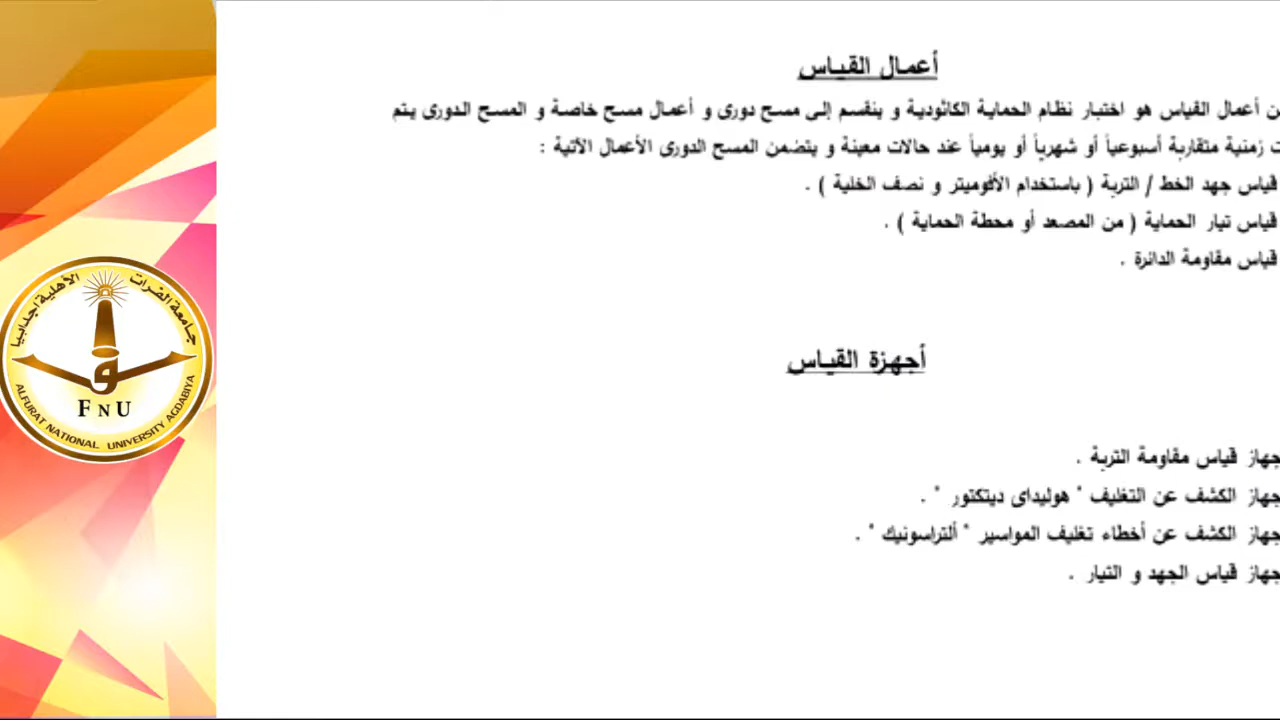 أعمال القياس
أعمال القياس هو اختبار نظام الحماية الكاثودية و ينقسم إلى مسح دورى و أعمال مسح خاصة و المسح الدورى يتم
زمنية متقاربة أسبوعياً أو شهرياً أو يومياً عند حالات معينة و يتضمن المسح الدورى الأعمال الآتية :
قياس جهد الخط / التربة ( باستخدام الأفوميتر و نصف الخلية ) .
قياس تيار الحماية ( من المصعد أو محطة الحماية ) .
قياس مقاومة الدائرة .
أجهزة القياس
جهاز قياس مقاومة التربة .
جهاز الكشف عن التغليف " هوليداى ديتكتور " .
جهاز الكشف عن أخطاء تغليف المواسير " ألتراسونيك " .
جهاز قياس الجهد و التيار .
جامعة الفرات الأهلية اجدابيا
FNU
ALFURAT NATIONAL UNIVERSITY AGDABIYA